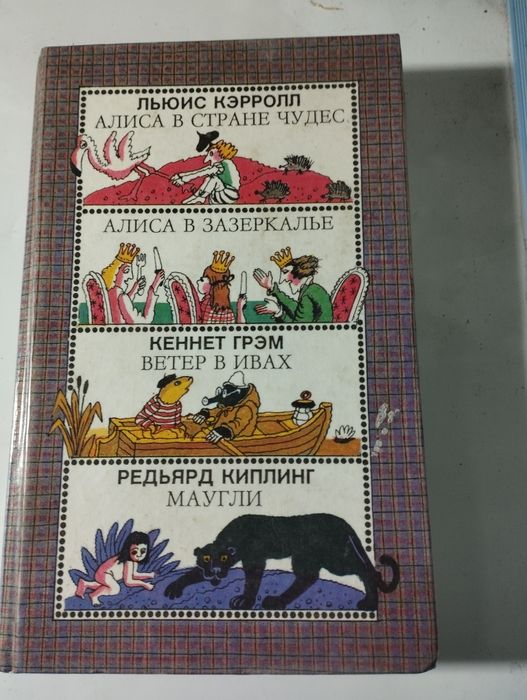 ЛЬЮИС КЭРРОЛЛ
АЛИСА В СТРАНЕ ЧУДЕС
АЛИСА В ЗАЗЕРКАЛЬЕ
КЕННЕТ ГРЭМ
ВЕТЕР В ИВАХ
РЕДЬЯРД КИПЛИНГ
МАУГЛИ